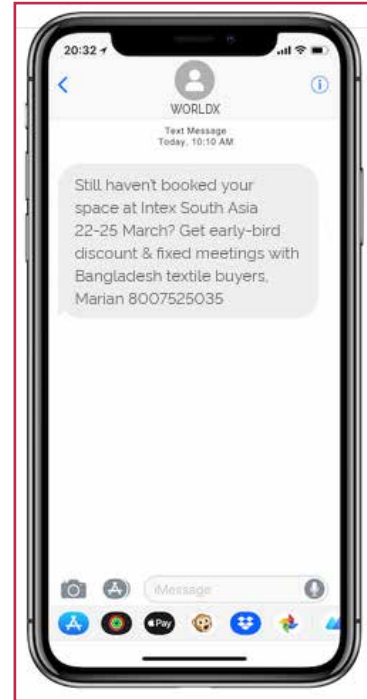 20:32
WORLDX
Text Message
Today, 10:10 AM
Still haven't booked your
space at Intex South Asia
22-25 March? Get early-bird
discount & fixed meetings with
Bangladesh textile buyers,
Marian 8007525035
iMessage
Pay